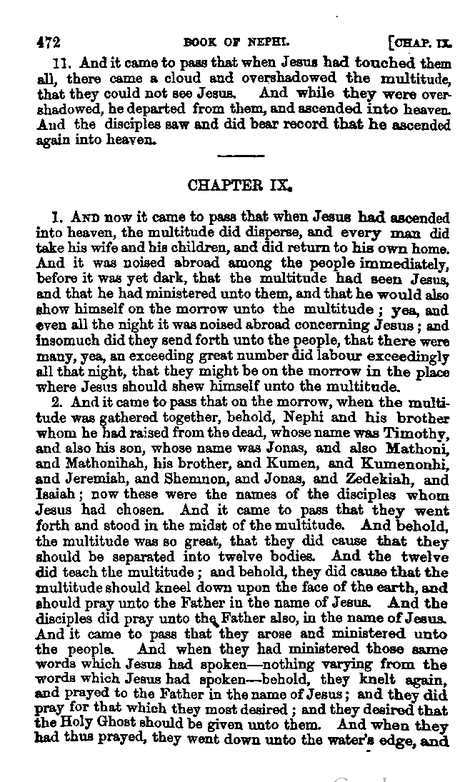 472 BOOK OF NEPHI. [CHAP. IX.
11. And it came to pass that when Jesus had touched them
all, there came a cloud and overshadowed the multitude,
that they could not see Jesus. And while they were over-
shadowed, he departed from them, and ascended into heaven.
And the disciples saw and did bear record that he ascended
again into heaven.
CHAPTER IX.
1. AND now it came to pass that when Jesus had ascended
into heaven, the multitude did disperse, and every man did
take his wife and his children, and did return to his own home.
And it was noised abroad among the people immediately,
before it was yet dark, that the multitude had seen Jesus,
and that he had ministered unto them, and that he would also
show himself on the morrow unto the multitude; yea, and
even all the night it was noised abroad concerning Jesus; and
insomuch did they send forth unto the people, that there were
many, yea, an exceeding great number did labour exceedingly
all that night, that they might be on the morrow in the place
where Jesus should shew himself unto the multitude.
2. And it came to pass that on the morrow, when the multi-
tude was gathered together, behold, Nephi and his brother
whom he had raised from the dead, whose name was Timothy,
and also his son, whose name was Jonas, and also Mathoni,
and Mathonihah, his brother, and Kumen, and Kumenonhi,
and Jeremiah, and Shemnon, and Jonas, and Zedekiah, and
Isaiah; now these were the names of the disciples whom
Jesus had chosen. And it came to pass that they went
forth and stood in the midst of the multitude. And behold,
the multitude was so great, that they did cause that they
should be separated into twelve bodies. And the twelve
did teach the multitude; and behold, they did cause that the
multitude should kneel down upon the face of the earth, and
should pray unto the Father in the name of Jesus. And the
disciples did pray unto the Father also, in the name of Jesus.
And it came to pass that they arose and ministered unto
the people. And when they had ministered those same
words which Jesus had spoken—nothing varying from the
words which Jesus had spoken—behold, they knelt again,
and prayed to the Father in the name of Jesus; and they did
pray for that which they most desired; and they desired that
the Holy Ghost should be given unto them. And when they
had thus prayed, they went down unto the water's edge, and